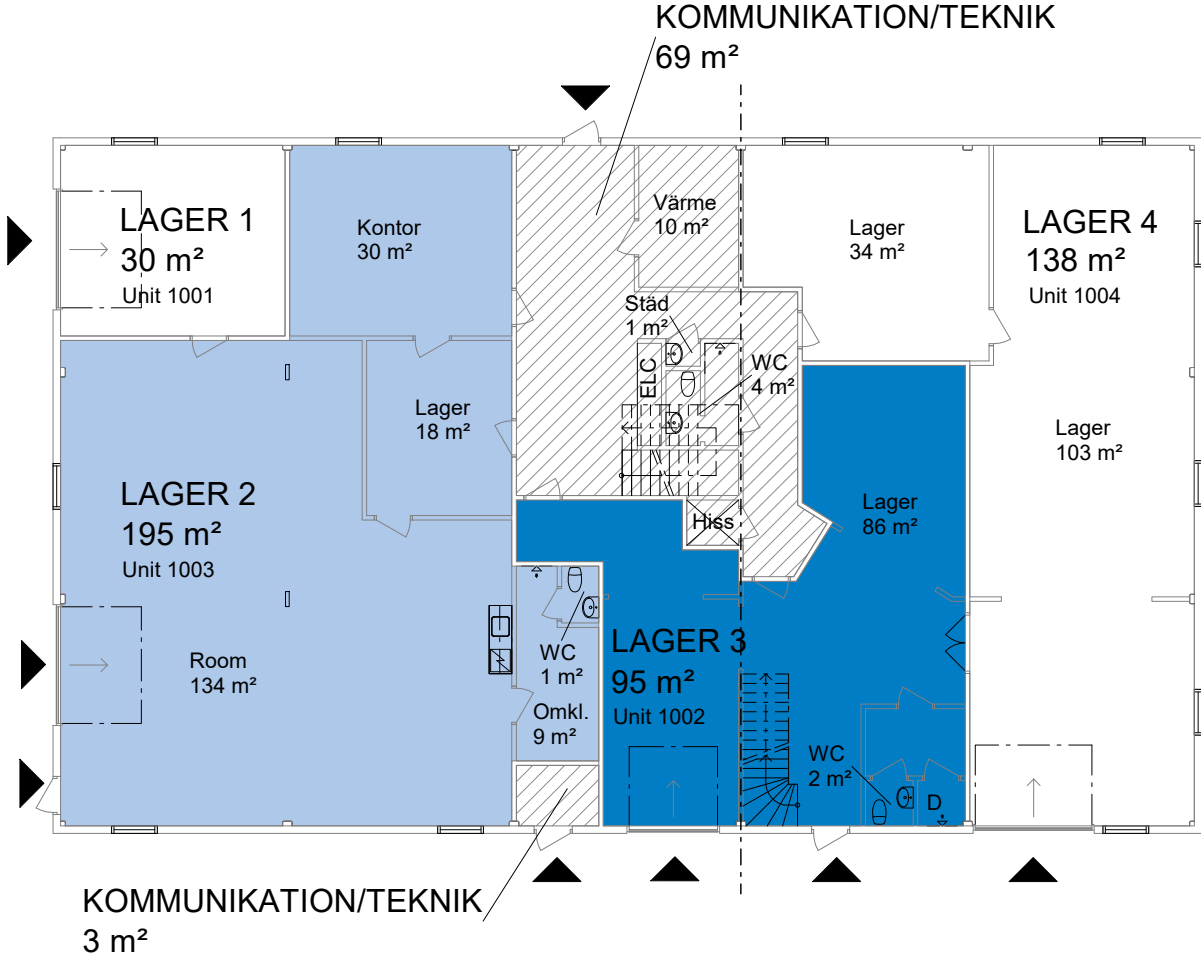 KOMMUNIKATION/TEKNIK
69 m²
LAGER 1
30 m²
Unit 1001
Kontor
30 m²
Värme
10 m²
Lager
34 m²
LAGER 4
138 m²
Unit 1004
Städ
1 m²
ELC
WC
4 m²
Lager
18 m²
Lager
103 m²
LAGER 2
195 m²
Unit 1003
Hiss
Lager
86 m²
Room
134 m²
WC
1 m²
Omkl.
9 m²
LAGER 3
95 m²
Unit 1002
WC
2 m²
D
KOMMUNIKATION/TEKNIK
3 m²